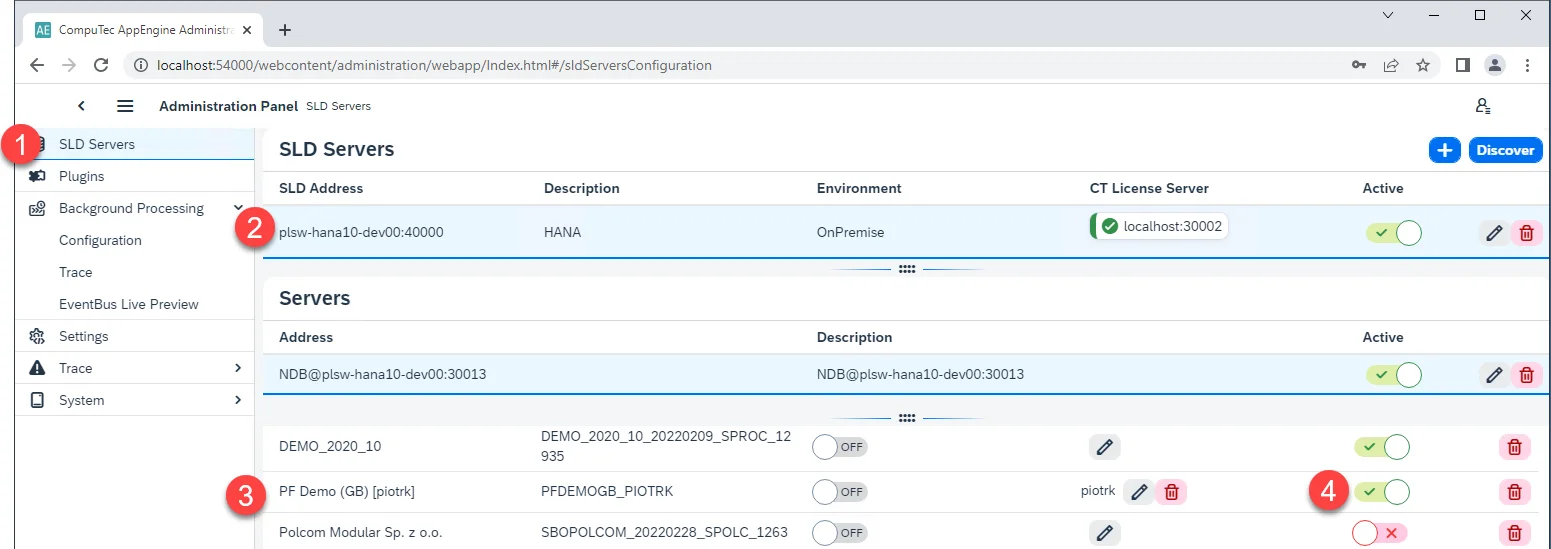 AE CompuTec AppEngine Administra
localhost:54000/webcontent/administration/webapp/Index.html#/sldServersConfiguration
Administration Panel SLD Servers
1 SLD Servers
Plugins
Background Processing
Configuration
Trace
EventBus Live Preview
Settings
Trace
System
SLD Servers
+ Discover
SLD Address Description Environment CT License Server Active
2 plsw-hana10-dev00:40000 HANA OnPremise localhost:30002
Servers
Address Description Active
NDB@plsw-hana10-dev00:30013 NDB@plsw-hana10-dev00:30013
DEMO_2020_10 DEMO_2020_10_20220209_SPROC_12 OFF
935
3 PF Demo (GB) [piotrk] PFDEMOGB_PIOTRK OFF piotrk 4
Polcom Modular Sp. z o.o. SBOPOLCOM_20220228_SPOLC_1263 OFF